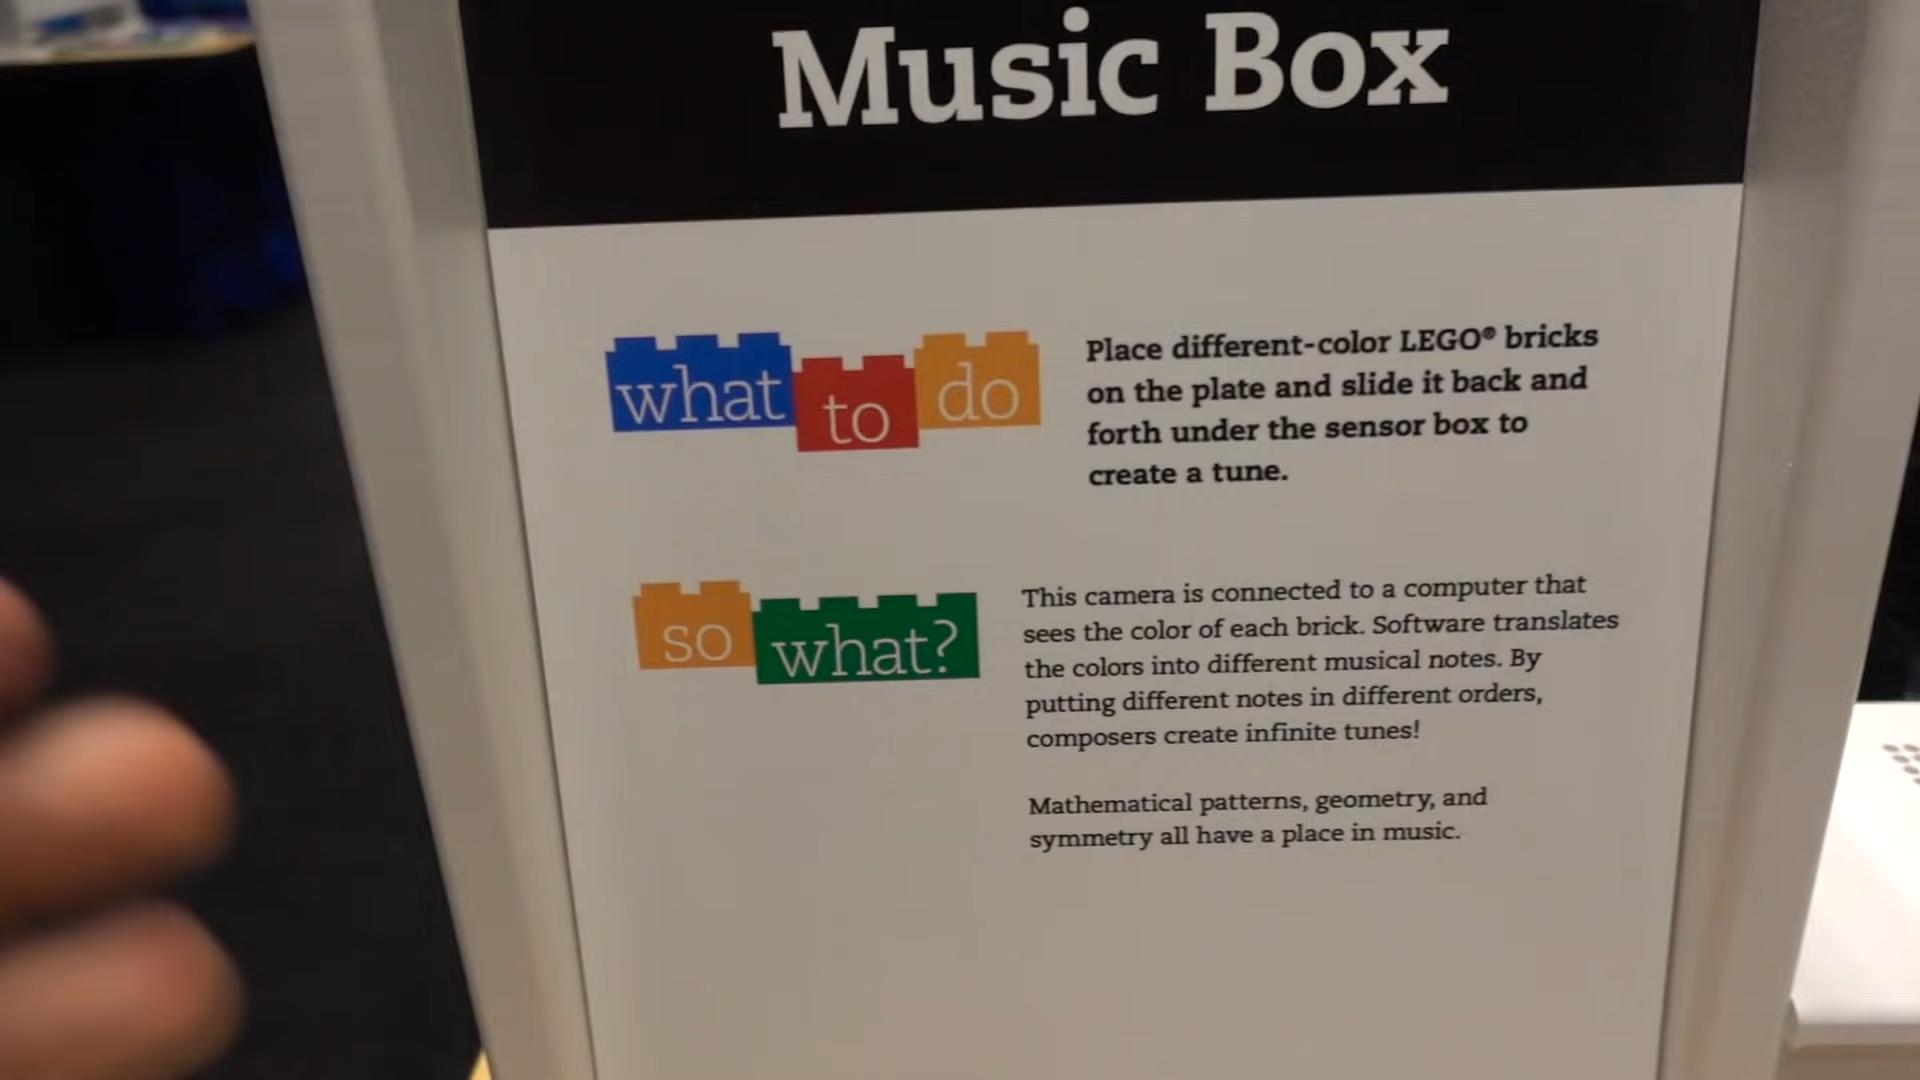 Music Box
what to do
Place different-color LEGO® bricks
on the plate and slide it back and
forth under the sensor box to
create a tune.
so what?
This camera is connected to a computer that
sees the color of each brick. Software translates
the colors into different musical notes. By
putting different notes in different orders,
composers create infinite tunes!
Mathematical patterns, geometry, and
symmetry all have a place in music.